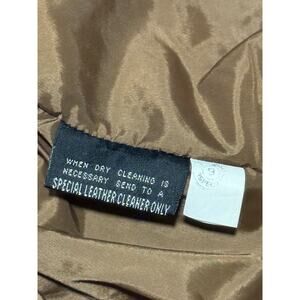 WHEN DRY CLEANING IS
NECESSARY SEND TO A
SPECIAL LEATHER CLEANER ONLY